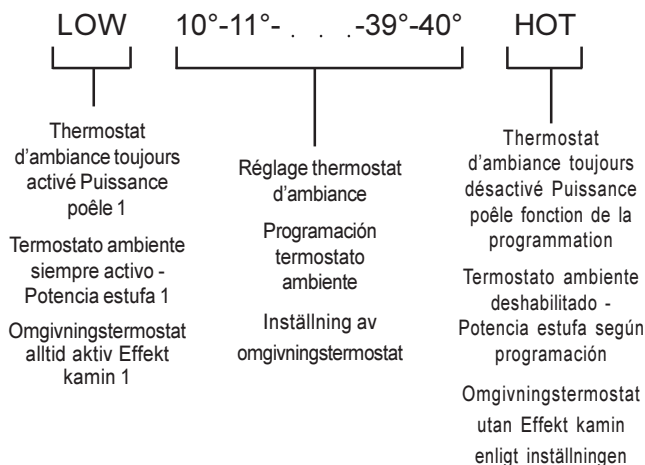 LOW 10°-11°- . . .-39°-40° HOT
Thermostat
d'ambiance toujours
activé Puissance
poêle 1
Termostato ambiente
siempre activo -
Potencia estufa 1
Omgivningstermostat
alltid aktiv Effekt
kamin 1
Réglage thermostat
d'ambiance
Programación
termostato
ambiente
Inställning av
omgivningstermostat
Thermostat
d'ambiance toujours
désactivé Puissance
poêle fonction de la
programmation
Termostato ambiente
deshabilitado -
Potencia estufa según
programación
Omgivningstermostat
utan Effekt kamin
enligt inställningen